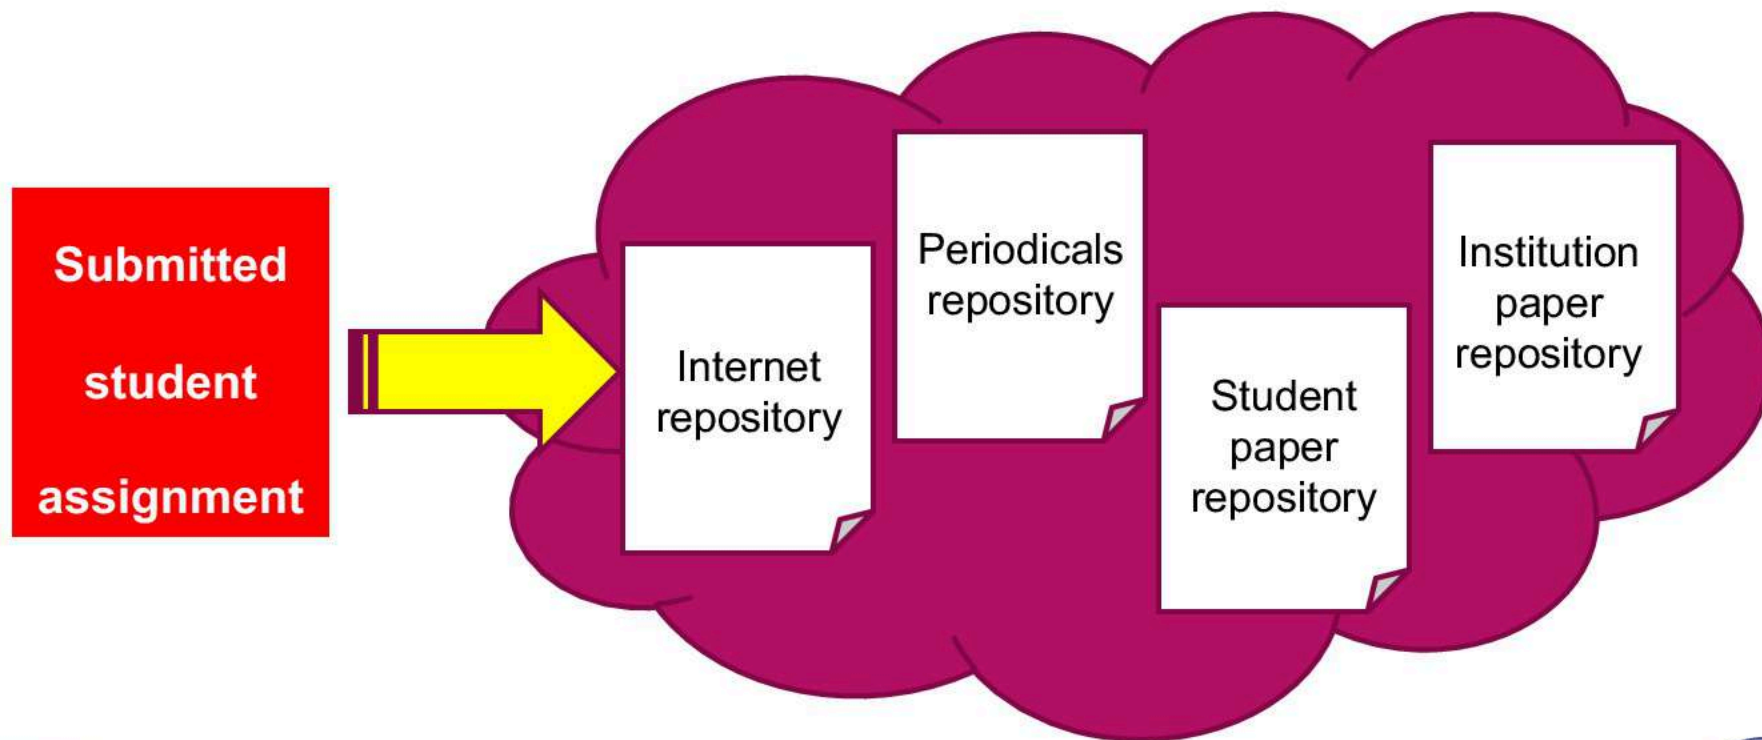 Submitted
student
assignment
Internet
repository
Periodicals
repository
Student
paper
repository
Institution
paper
repository